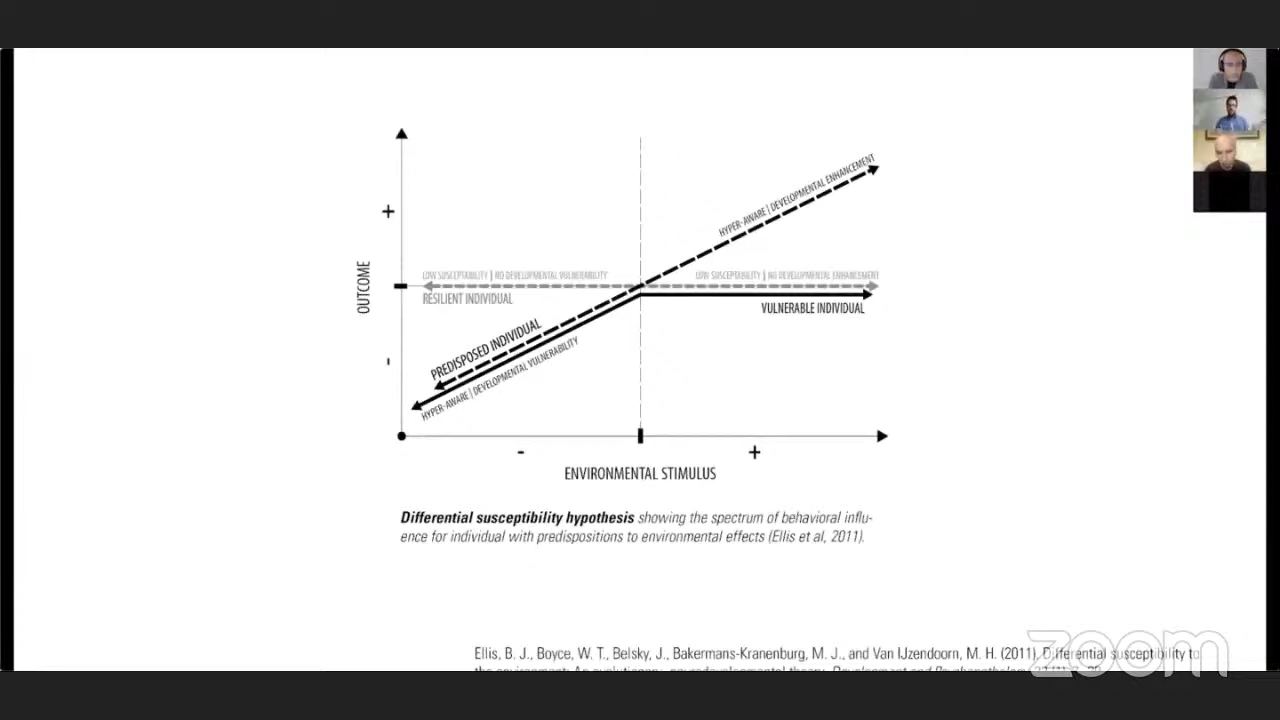 HYPER-AWARE | DEVELOPMENTAL ENHANCEMENT
+
OUTCOME
LOW SUSCEPTIBILITY | NO DEVELOPMENTAL VULNERABILITY
LOW SUSCEPTIBILITY | NO DEVELOPMENTAL ENHANCEMENT
RESILIENT INDIVIDUAL
VULNERABLE INDIVIDUAL
PREDISPOSED INDIVIDUAL
HYPER-AWARE | DEVELOPMENTAL VULNERABILITY
-
- +
ENVIRONMENTAL STIMULUS
Differential susceptibility hypothesis showing the spectrum of behavioral influ-
ence for individual with predispositions to environmental effects (Ellis et al, 2011).
Ellis, B. J., Boyce, W. T., Belsky, J., Bakermans-Kranenburg, M. J., and Van IJzendoorn, M. H. (2011). Differential susceptibility to
zoom